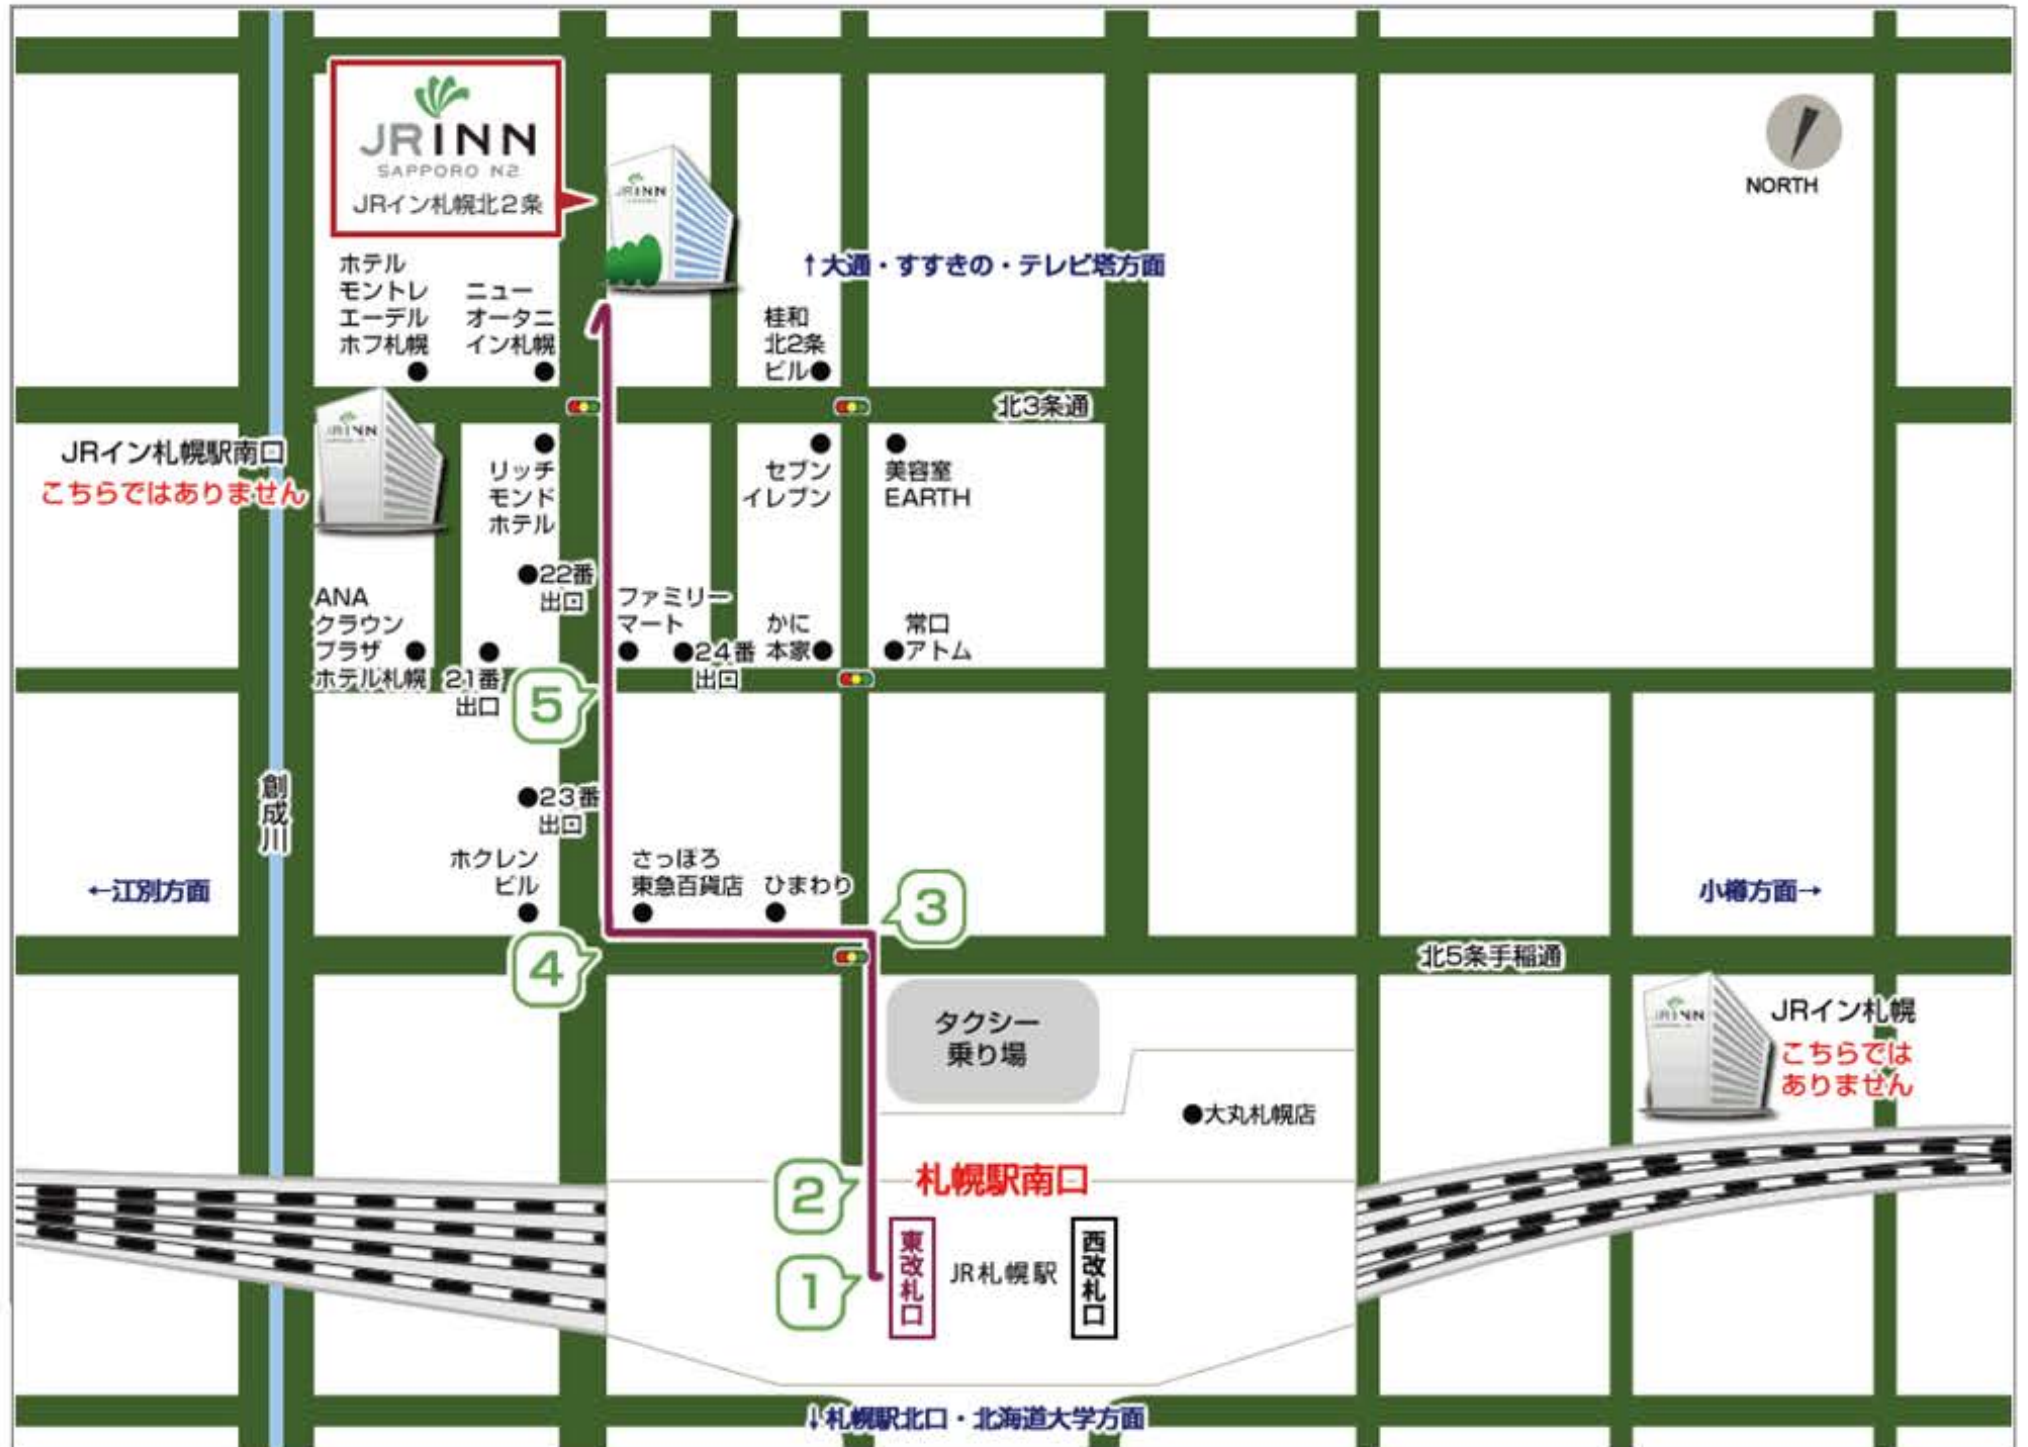 JR INN
SAPPORO N2
JRイン札幌北2条
NORTH
JR INN
↑大通・すすきの・テレビ塔方面
ホテル
モントレ
エーデル
ホフ札幌
ニュー
オータニ
イン札幌
桂和
北2条
ビル
北3条通
JR INN
JRイン札幌駅南口
こちらではありません
リッチ
モンド
ホテル
セブン
イレブン
美容室
EARTH
22番
出口
ANA
クラウン
プラザ
ホテル札幌
21番
出口
ファミリー
マート
24番
出口
かに
本家
常口
アトム
5
創成川
23番
出口
ホクレン
ビル
さっぽろ
東急百貨店
ひまわり
3
←江別方面
小樽方面→
4
北5条手稲通
タクシー
乗り場
JR INN
JRイン札幌
こちらでは
ありません
大丸札幌店
2
札幌駅南口
1
東改札口
JR札幌駅
西改札口
↓札幌駅北口・北海道大学方面